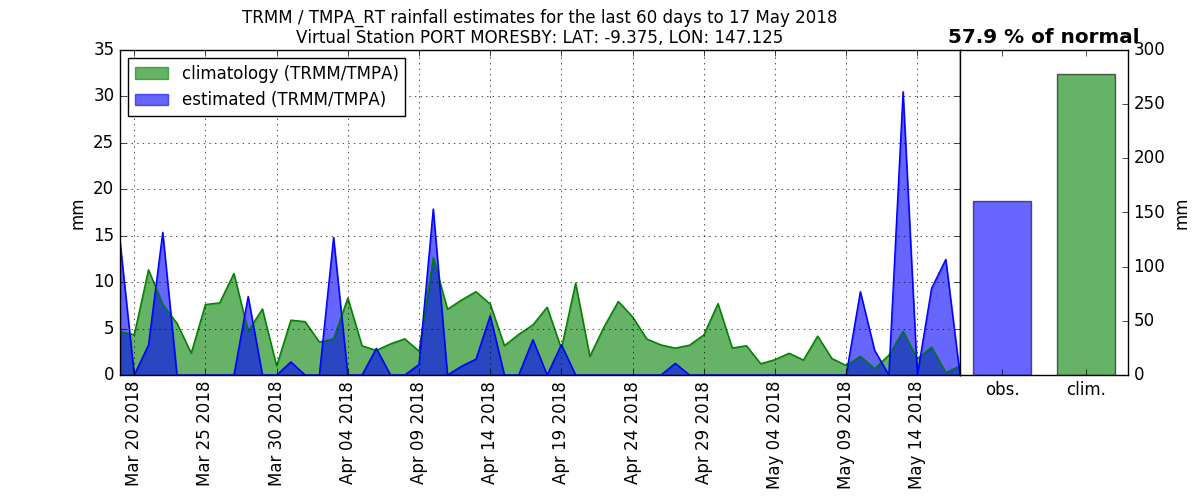 TRMM / TMPA_RT rainfall estimates for the last 60 days to 17 May 2018
Virtual Station PORT MORESBY: LAT: -9.375, LON: 147.125
57.9 % of normal
climatology (TRMM/TMPA)
estimated (TRMM/TMPA)
35
30
25
20
15
10
5
0
mm
300
250
200
150
100
50
0
mm
Mar 20 2018
Mar 25 2018
Mar 30 2018
Apr 04 2018
Apr 09 2018
Apr 14 2018
Apr 19 2018
Apr 24 2018
Apr 29 2018
May 04 2018
May 09 2018
May 14 2018
obs.
clim.